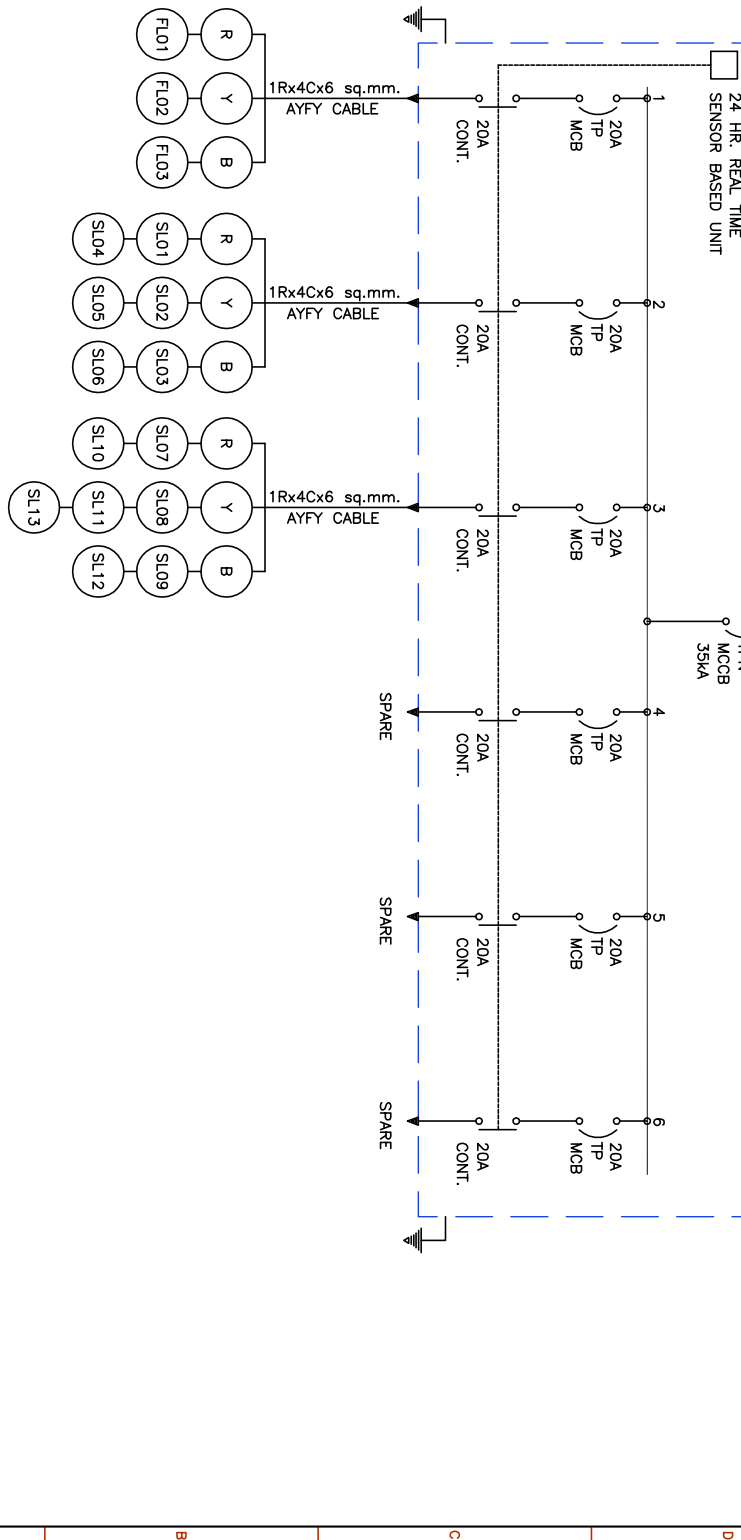 24 HR. REAL TIME
SENSOR BASED UNIT
MCCB
35kA
1
20A
TP
MCB
20A
CONT.
1Rx4Cx6 sq.mm.
AYFY CABLE
R
Y
B
FL01
FL02
FL03
2
20A
TP
MCB
20A
CONT.
1Rx4Cx6 sq.mm.
AYFY CABLE
R
Y
B
SL01
SL02
SL03
SL04
SL05
SL06
3
20A
TP
MCB
20A
CONT.
1Rx4Cx6 sq.mm.
AYFY CABLE
R
Y
B
SL07
SL08
SL09
SL10
SL11
SL12
SL13
4
20A
TP
MCB
20A
CONT.
SPARE
5
20A
TP
MCB
20A
CONT.
SPARE
6
20A
TP
MCB
20A
CONT.
SPARE
D
C
B